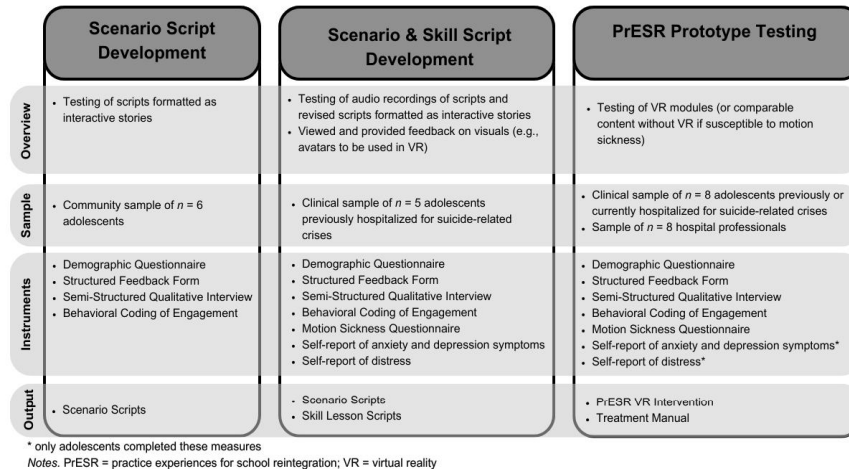 Scenario Script
Development
Scenario & Skill Script
Development
PrESR Prototype Testing
Overview
• Testing of scripts formatted as
interactive stories
• Testing of audio recordings of scripts and
revised scripts formatted as interactive stories
• Viewed and provided feedback on visuals (e.g.,
avatars to be used in VR)
• Testing of VR modules (or comparable
content without VR if susceptible to motion
sickness)
Sample
• Community sample of n = 6
adolescents
• Clinical sample of n = 5 adolescents
previously hospitalized for suicide-related
crises
• Clinical sample of n = 8 adolescents previously or
currently hospitalized for suicide-related crises
• Sample of n = 8 hospital professionals
Instruments
• Demographic Questionnaire
• Structured Feedback Form
• Semi-Structured Qualitative Interview
• Behavioral Coding of Engagement
• Demographic Questionnaire
• Structured Feedback Form
• Semi-Structured Qualitative Interview
• Behavioral Coding of Engagement
• Motion Sickness Questionnaire
• Self-report of anxiety and depression symptoms
• Self-report of distress
• Demographic Questionnaire
• Structured Feedback Form
• Semi-Structured Qualitative Interview
• Behavioral Coding of Engagement
• Motion Sickness Questionnaire
• Self-report of anxiety and depression symptoms*
• Self-report of distress*
Output
• Scenario Scripts
• Scenario Scripts
• Skill Lesson Scripts
• PrESR VR Intervention
• Treatment Manual
* only adolescents completed these measures
Notes. PrESR = practice experiences for school reintegration; VR = virtual reality